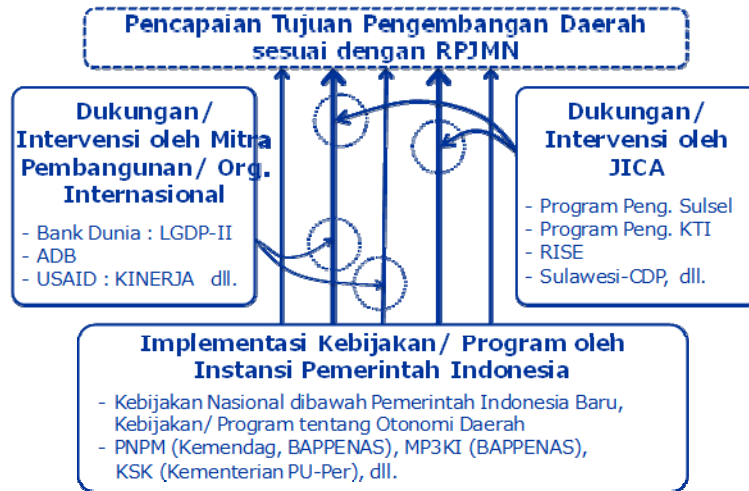 Pencapaian Tujuan Pengembangan Daerah
sesuai dengan RPJMN
Dukungan/
Intervensi oleh Mitra
Pembangunan/ Org.
Internasional
- Bank Dunia : LGDP-II
- ADB
- USAID : KINERJA dll.
Dukungan/
Intervensi oleh
JICA
- Program Peng. Sulsel
- Program Peng. KTI
- RISE
- Sulawesi-CDP, dll.
Implementasi Kebijakan/ Program oleh
Instansi Pemerintah Indonesia
- Kebijakan Nasional dibawah Pemerintah Indonesia Baru,
Kebijakan/ Program tentang Otonomi Daerah
- PNPM (Kemendag, BAPPENAS), MP3KI (BAPPENAS),
KSK (Kementerian PU-Per), dll.